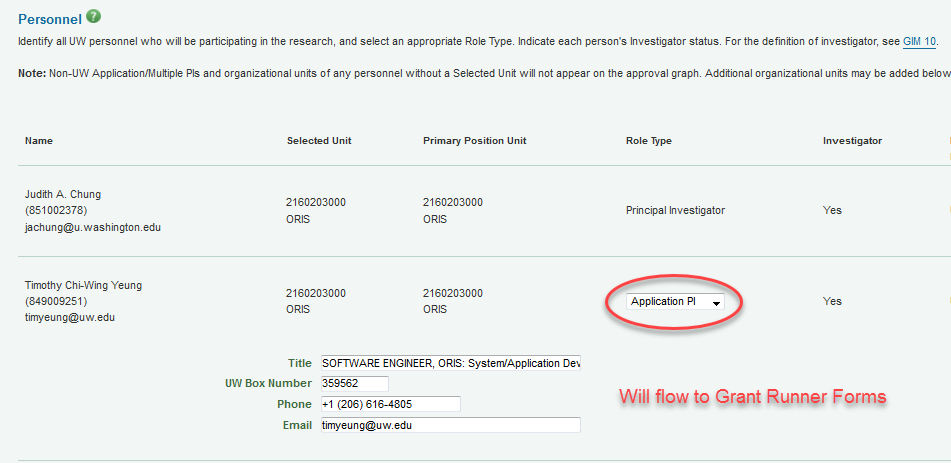 Personnel ?
Identify all UW personnel who will be participating in the research, and select an appropriate Role Type. Indicate each person's Investigator status. For the definition of investigator, see GIM 10.
Note: Non-UW Application/Multiple PIs and organizational units of any personnel without a Selected Unit will not appear on the approval graph. Additional organizational units may be added below
Name Selected Unit Primary Position Unit Role Type Investigator
Judith A. Chung
(851002378)
jachung@u.washington.edu
2160203000
ORIS
2160203000
ORIS
Principal Investigator
Yes
Timothy Chi-Wing Yeung
(849009251)
timyeung@uw.edu
2160203000
ORIS
2160203000
ORIS
Application PI
Yes
Title SOFTWARE ENGINEER, ORIS: System/Application Dev
UW Box Number 359562
Phone +1 (206) 616-4805
Email timyeung@uw.edu
Will flow to Grant Runner Forms